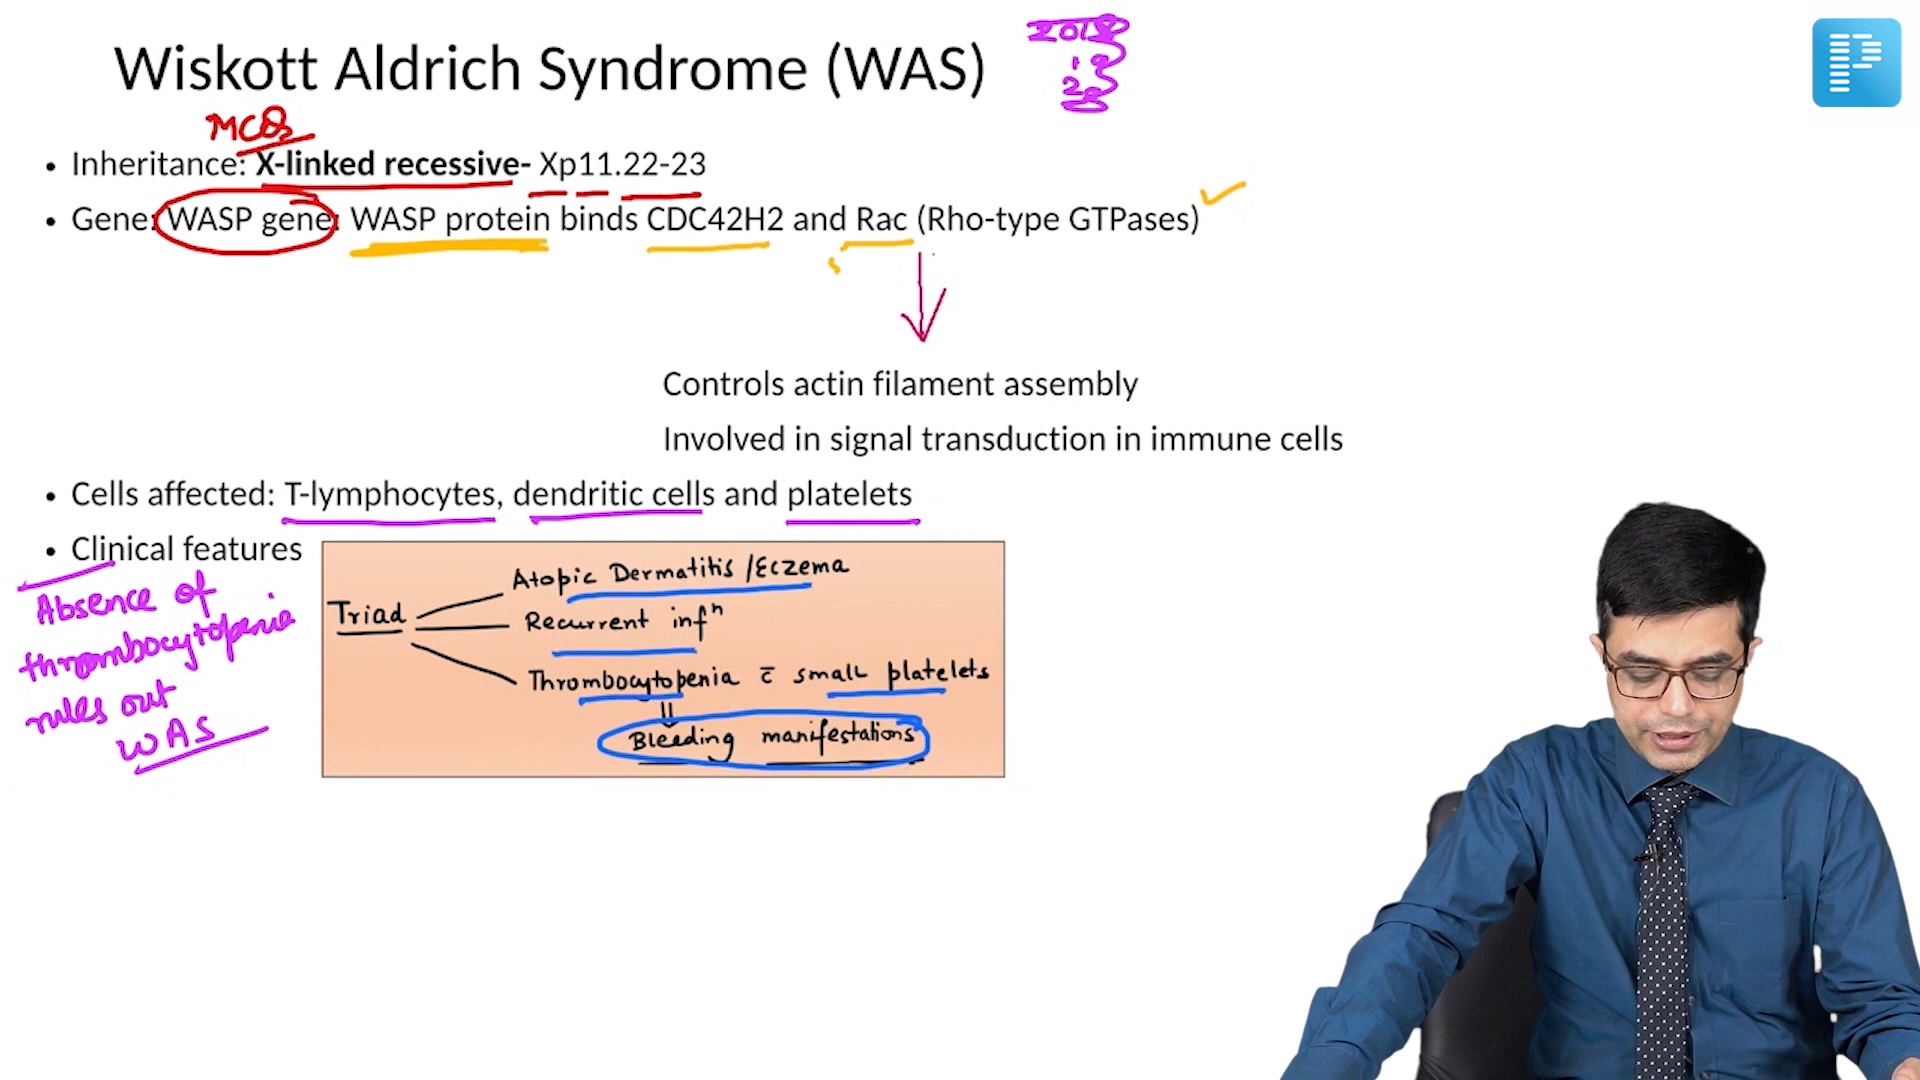 Wiskott Aldrich Syndrome (WAS)
MCQs
• Inheritance: X-linked recessive- Xp11.22-23
• Gene: WASP gene: WASP protein binds CDC42H2 and Rac (Rho-type GTPases)
Controls actin filament assembly
Involved in signal transduction in immune cells
• Cells affected: T-lymphocytes, dendritic cells and platelets
• Clinical features
Absence of
thrombocytopenia
rules out
WAS
Triad
Atopic Dermatitis /Eczema
Recurrent infⁿ
Thrombocytopenia c̄ small platelets
Bleeding manifestations